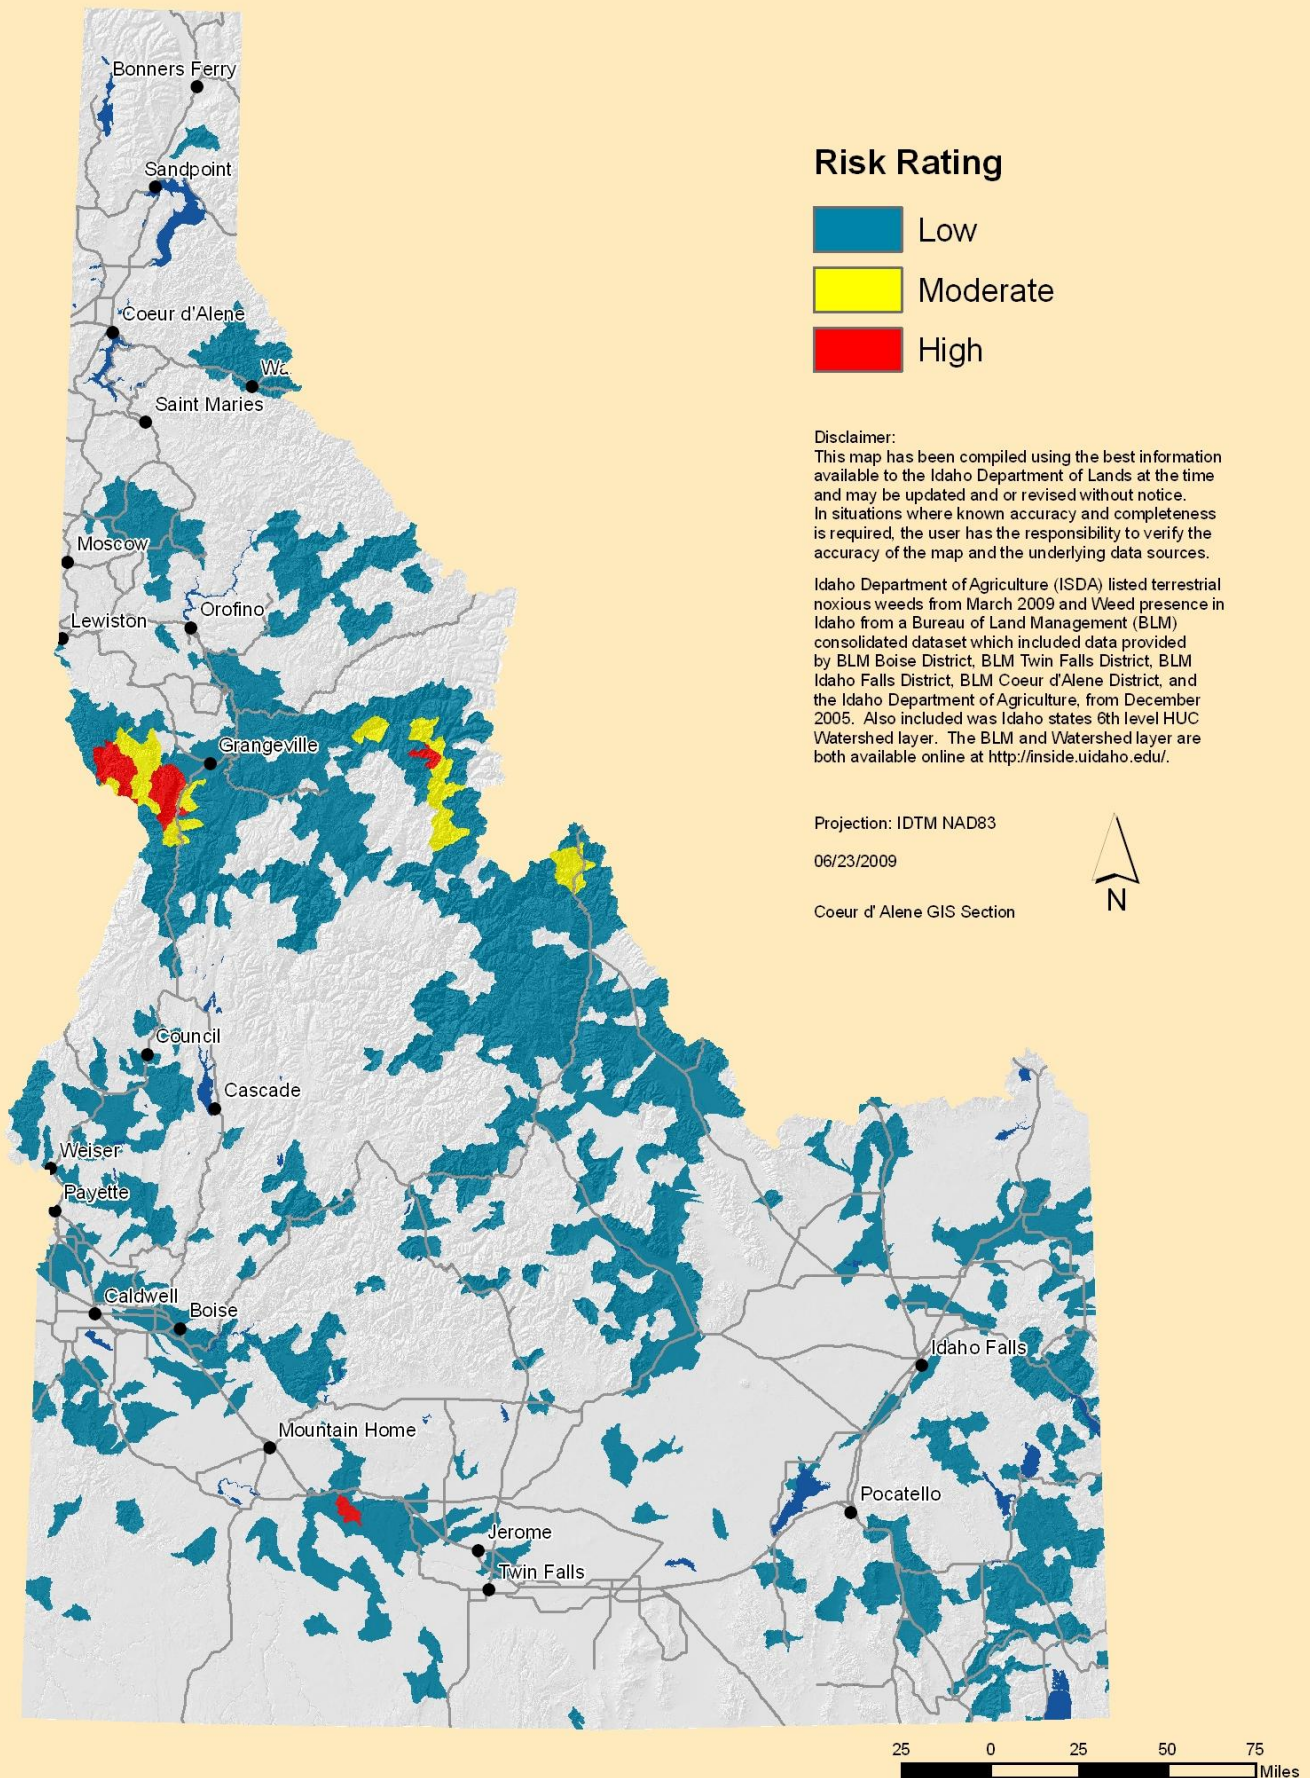 Bonners Ferry
Sandpoint
Coeur d'Alene
Wa
Saint Maries
Moscow
Lewiston
Orofino
Grangeville
Council
Cascade
Weiser
Payette
Caldwell
Boise
Idaho Falls
Mountain Home
Pocatello
Jerome
Twin Falls
Risk Rating
Low
Moderate
High
Disclaimer:
This map has been compiled using the best information
available to the Idaho Department of Lands at the time
and may be updated and or revised without notice.
In situations where known accuracy and completeness
is required, the user has the responsibility to verify the
accuracy of the map and the underlying data sources.
Idaho Department of Agriculture (ISDA) listed terrestrial
noxious weeds from March 2009 and Weed presence in
Idaho from a Bureau of Land Management (BLM)
consolidated dataset which included data provided
by BLM Boise District, BLM Twin Falls District, BLM
Idaho Falls District, BLM Coeur d'Alene District, and
the Idaho Department of Agriculture, from December
2005. Also included was Idaho states 6th level HUC
Watershed layer. The BLM and Watershed layer are
both available online at http://inside.uidaho.edu/.
Projection: IDTM NAD83
06/23/2009
Coeur d' Alene GIS Section
N
25 0 25 50 75
Miles